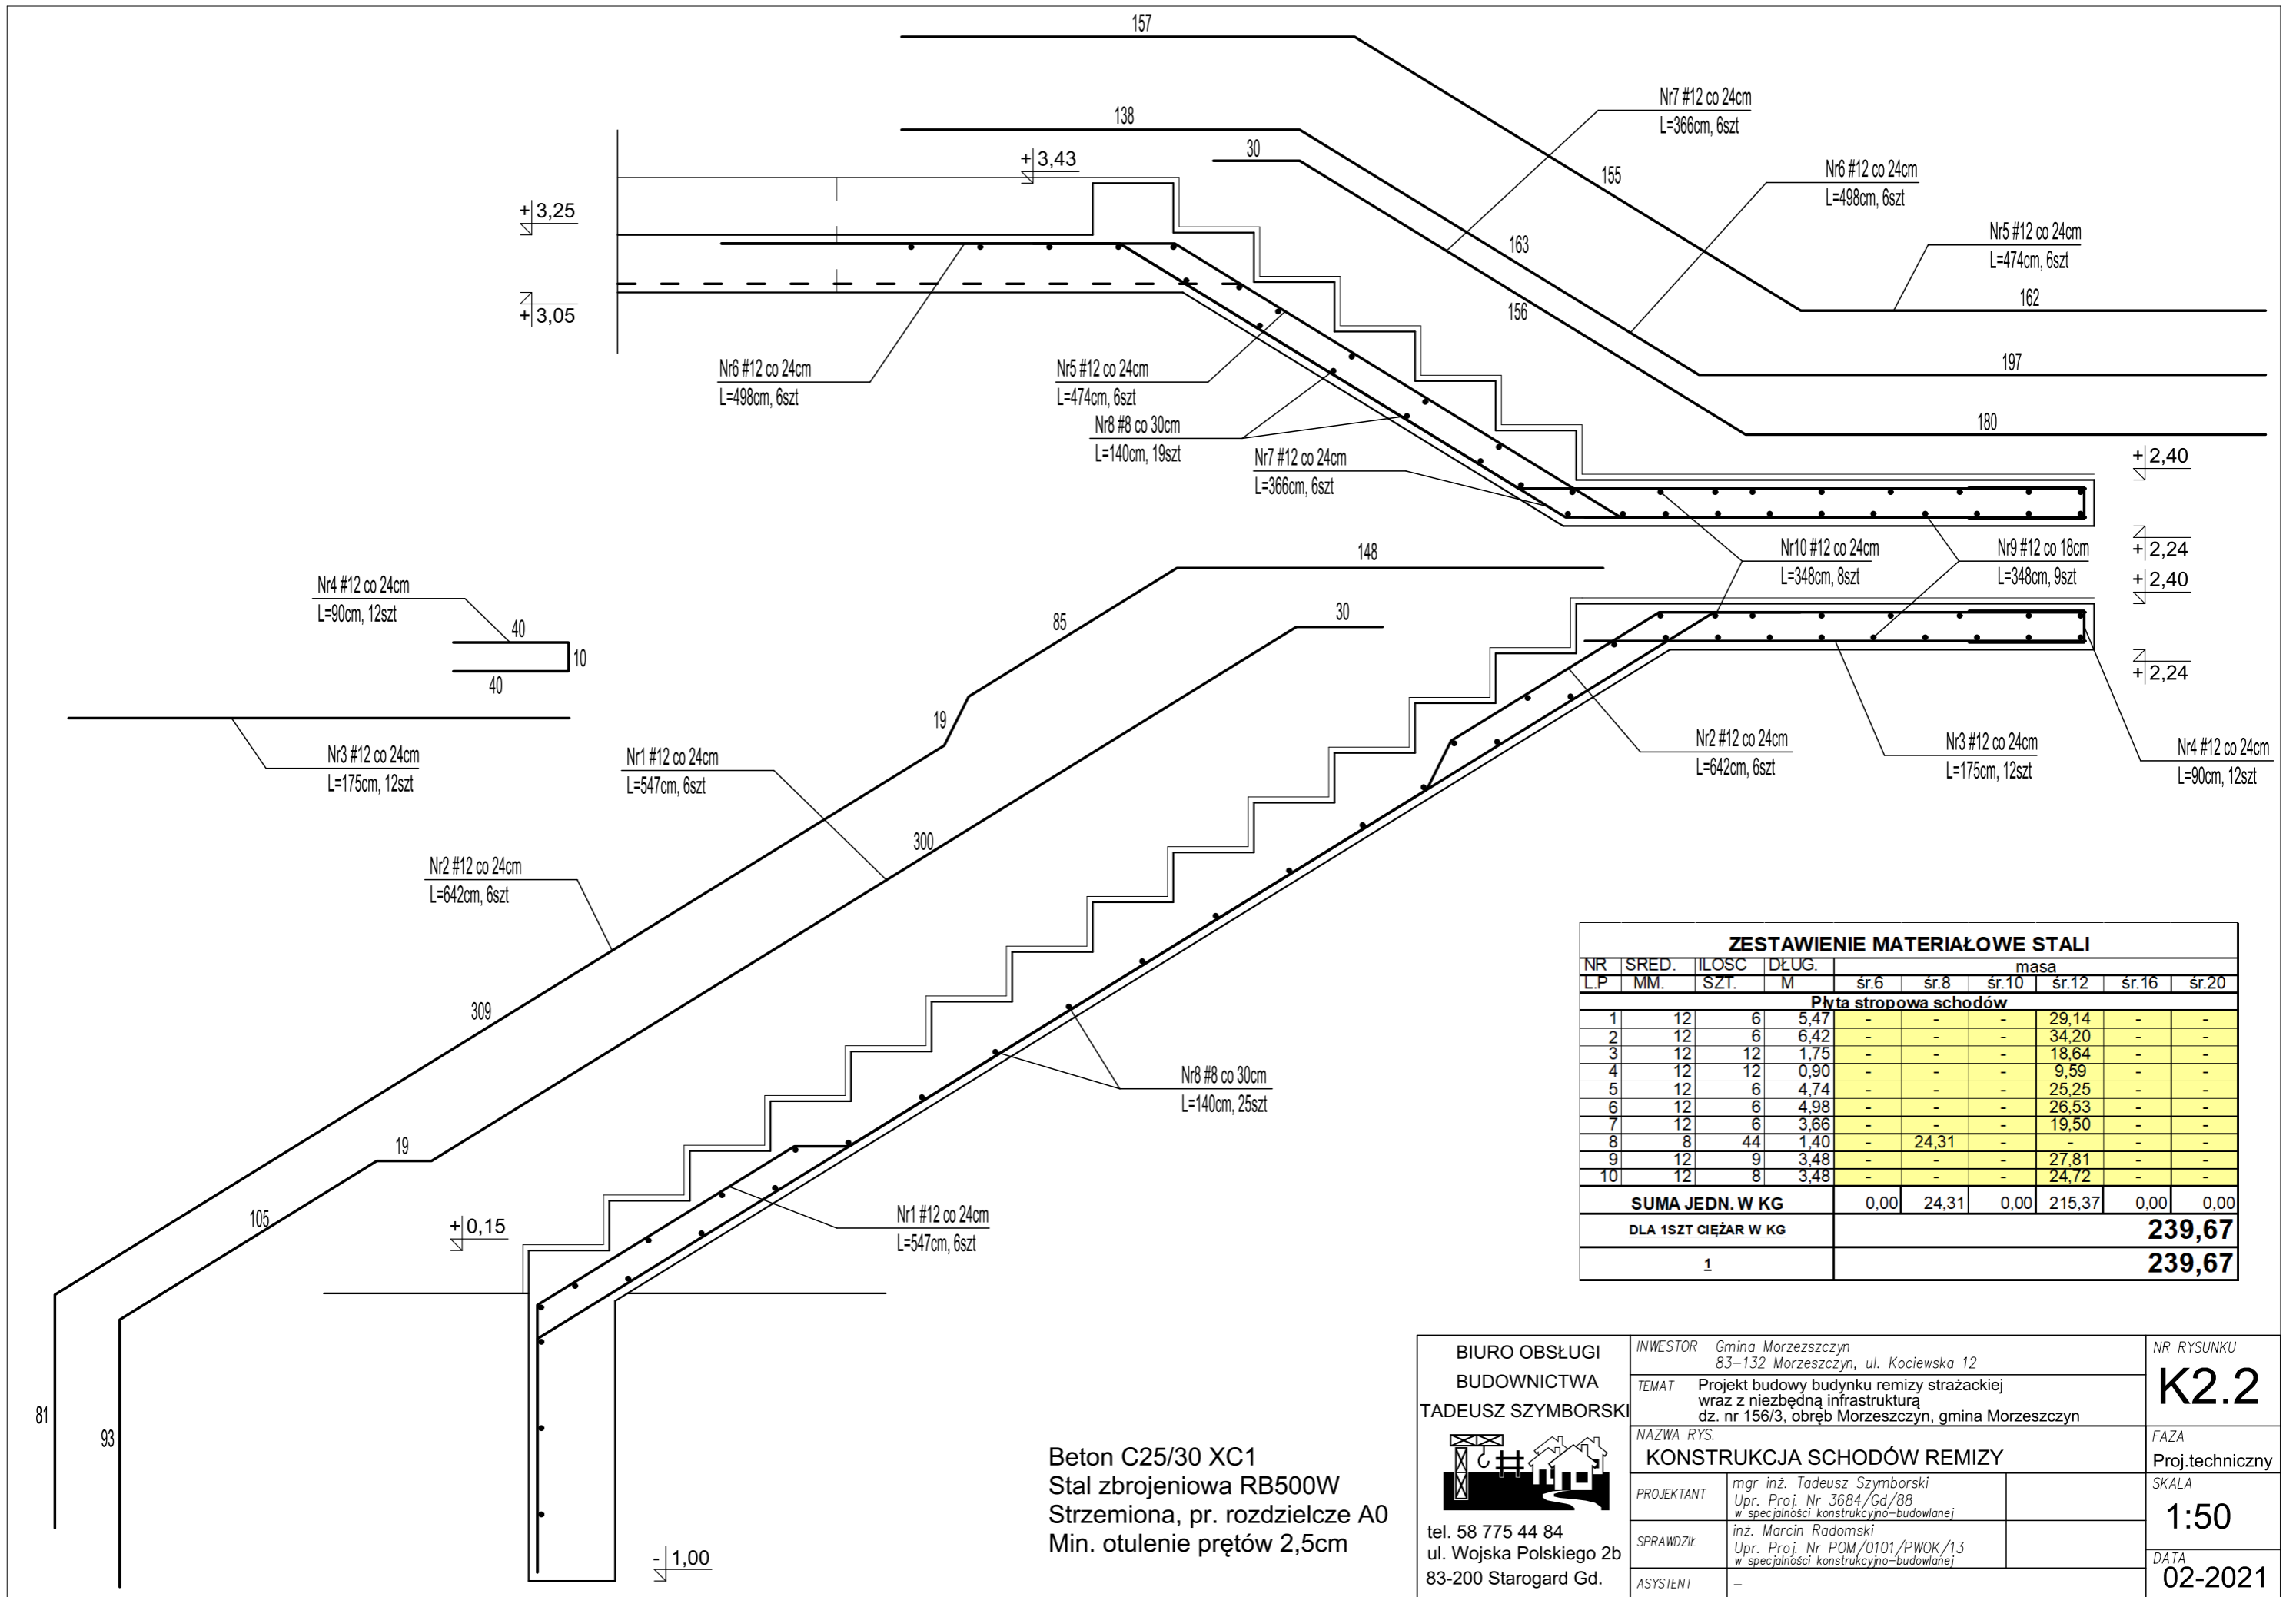 157
138
30
Nr7 #12 co 24cm
L=366cm, 6szt
+3,43
155
Nr6 #12 co 24cm
L=498cm, 6szt
+3,25
163
Nr5 #12 co 24cm
L=474cm, 6szt
162
+3,05
156
Nr6 #12 co 24cm
L=498cm, 6szt
Nr5 #12 co 24cm
L=474cm, 6szt
197
180
Nr8 #8 co 30cm
L=140cm, 19szt
Nr7 #12 co 24cm
L=366cm, 6szt
+2,40
+2,24
Nr10 #12 co 24cm
L=348cm, 8szt
Nr9 #12 co 18cm
L=348cm, 9szt
+2,40
+2,24
148
30
85
19
Nr4 #12 co 24cm
L=90cm, 12szt
40
10
40
Nr3 #12 co 24cm
L=175cm, 12szt
Nr1 #12 co 24cm
L=547cm, 6szt
Nr2 #12 co 24cm
L=642cm, 6szt
Nr3 #12 co 24cm
L=175cm, 12szt
Nr4 #12 co 24cm
L=90cm, 12szt
300
Nr2 #12 co 24cm
L=642cm, 6szt
309
19
105
81
93
Nr8 #8 co 30cm
L=140cm, 25szt
+0,15
Nr1 #12 co 24cm
L=547cm, 6szt
-1,00
ZESTAWIENIE MATERIAŁOWE STALI
NR ŚRED. ILOŚĆ DŁUG. masa
L.P MM. SZT. M śr.6 śr.8 śr.10 śr.12 śr.16 śr.20
Płyta stropowa schodów
1 12 6 5,47 - - - 29,14 - -
2 12 6 6,42 - - - 34,20 - -
3 12 12 1,75 - - - 18,64 - -
4 12 12 0,90 - - - 9,59 - -
5 12 6 4,74 - - - 25,25 - -
6 12 6 4,98 - - - 26,53 - -
7 12 6 3,66 - - - 19,50 - -
8 8 44 1,40 - 24,31 - - - -
9 12 9 3,48 - - - 27,81 - -
10 12 8 3,48 - - - 24,72 - -
SUMA JEDN. W KG 0,00 24,31 0,00 215,37 0,00 0,00
DLA 1SZT CIĘŻAR W KG 239,67
1 239,67
Beton C25/30 XC1
Stal zbrojeniowa RB500W
Strzemiona, pr. rozdzielcze A0
Min. otulenie prętów 2,5cm
BIURO OBSŁUGI
BUDOWNICTWA
TADEUSZ SZYMBORSKI
tel. 58 775 44 84
ul. Wojska Polskiego 2b
83-200 Starogard Gd.
INWESTOR Gmina Morzezszczyn
83-132 Morzeszczyn, ul. Kociewska 12
TEMAT Projekt budowy budynku remizy strażackiej
wraz z niezbędną infrastrukturą
dz. nr 156/3, obręb Morzeszczyn, gmina Morzeszczyn
NAZWA RYS.
KONSTRUKCJA SCHODÓW REMIZY
PROJEKTANT mgr inż. Tadeusz Szymborski
Upr. Proj. Nr 3684/Gd/88
w specjalności konstrukcyjno-budowlanej
SPRAWDZIŁ inż. Marcin Radomski
Upr. Proj. Nr POM/0101/PWOK/13
w specjalności konstrukcyjno-budowlanej
ASYSTENT -
NR RYSUNKU
K2.2
FAZA
Proj.techniczny
SKALA
1:50
DATA
02-2021